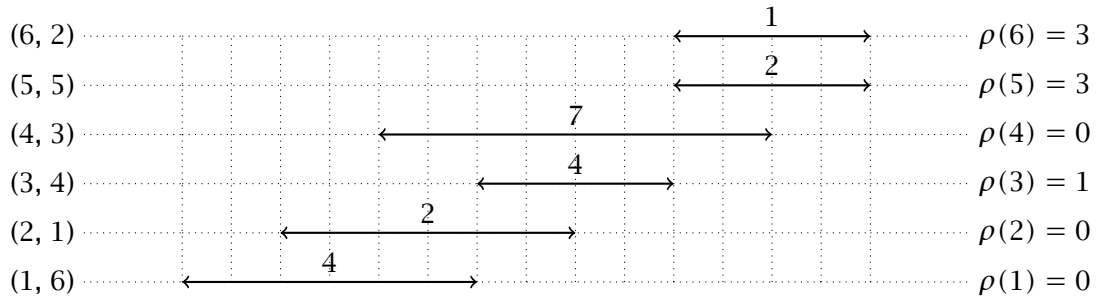 1
(6, 2) ρ(6) = 3
2
(5, 5) ρ(5) = 3
7
(4, 3) ρ(4) = 0
4
(3, 4) ρ(3) = 1
2
(2, 1) ρ(2) = 0
4
(1, 6) ρ(1) = 0